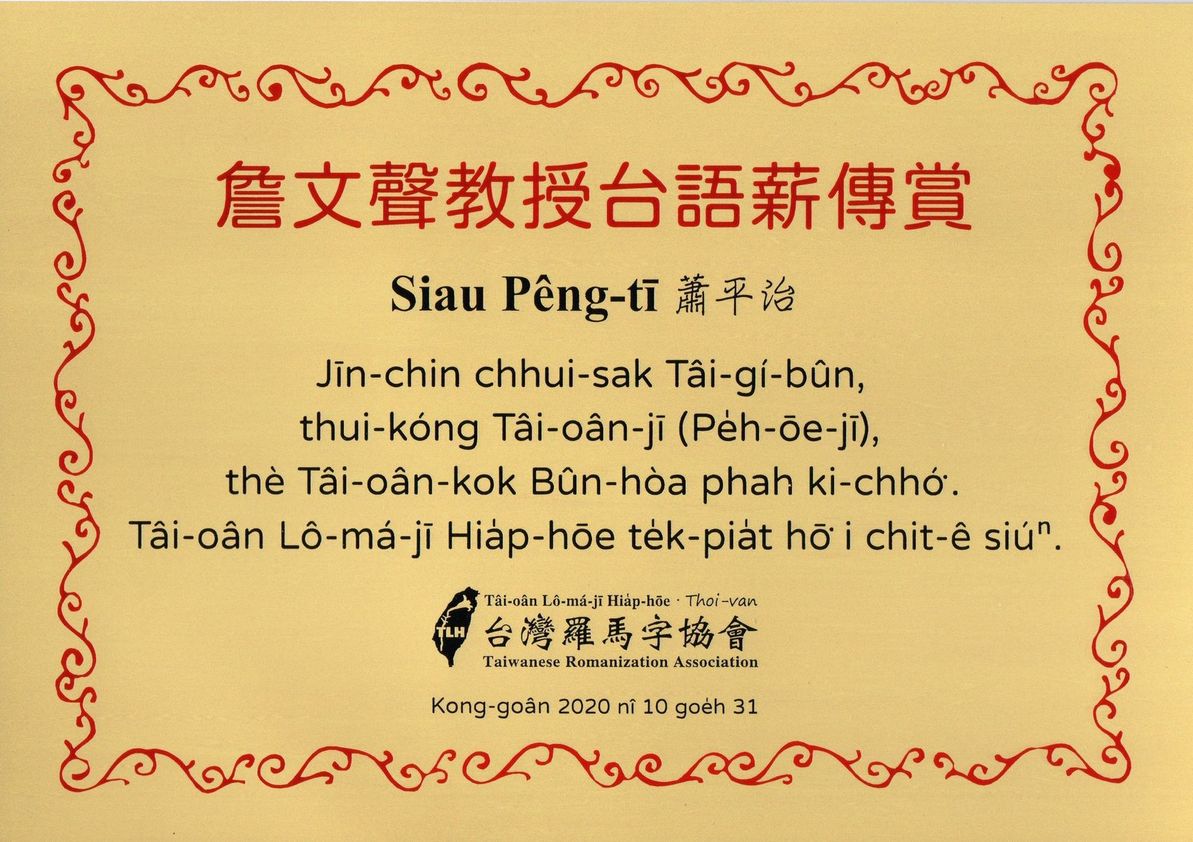 詹文聲教授台語薪傳賞
Siau Pêng-tī 蕭平治
Jīn-chin chhui-sak Tâi-gí-bûn,
thui-kóng Tâi-oân-jī (Pe̍h-ōe-jī),
thè Tâi-oân-kok Bûn-hòa phah ki-chhó͘.
Tâi-oân Lô-má-jī Hia̍p-hōe te̍k-pia̍t hō͘ i chit-ê siúⁿ.
TLH
Tâi-oân Lô-má-jī Hia̍p-hōe · Thoi-van
台灣羅馬字協會
Taiwanese Romanization Association
Kong-goân 2020 nî 10 goe̍h 31